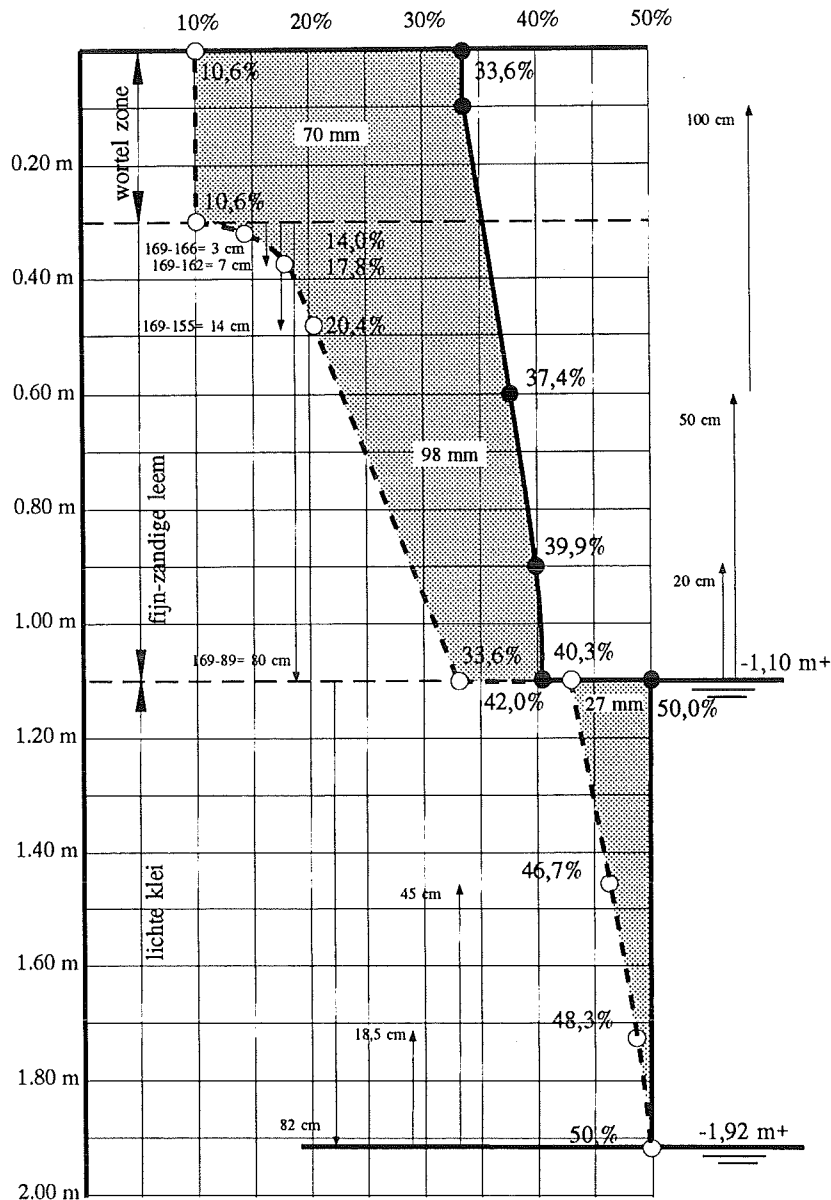 10% 20% 30% 40% 50%
10,6% 33,6%
wortel zone
70 mm
100 cm
0.20 m
10,6%
169-166= 3 cm 14,0%
169-162= 7 cm 17,8%
0.40 m
169-155= 14 cm 20,4%
0.60 m 37,4%
50 cm
98 mm
0.80 m
fijn-zandige leem
39,9%
20 cm
1.00 m
169-89= 80 cm 33,6% 40,3% -1,10 m+
42,0% 27 mm 50,0%
1.20 m
1.40 m
46,7%
lichte klei
45 cm
1.60 m
48,3%
18,5 cm
1.80 m
82 cm 50,% -1,92 m+
2.00 m